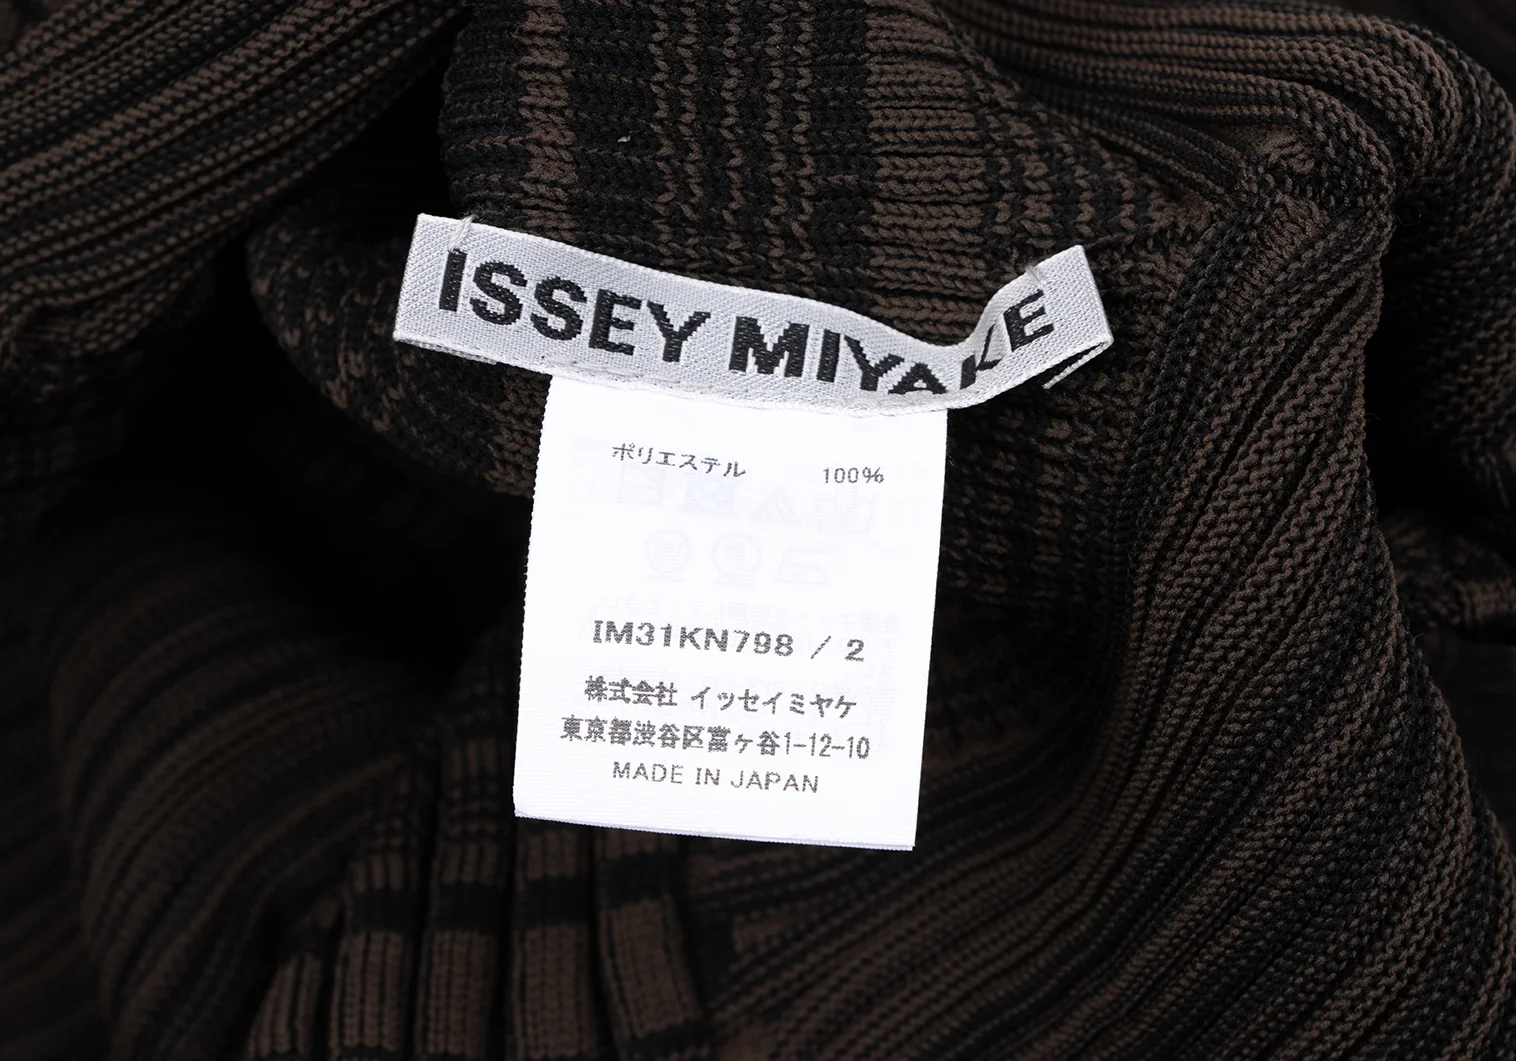 ISSEY MIYAKE
ポリエステル 100%
IM31KN798 / 2
株式会社 イッセイミヤケ
東京都渋谷区富ヶ谷1-12-10
MADE IN JAPAN